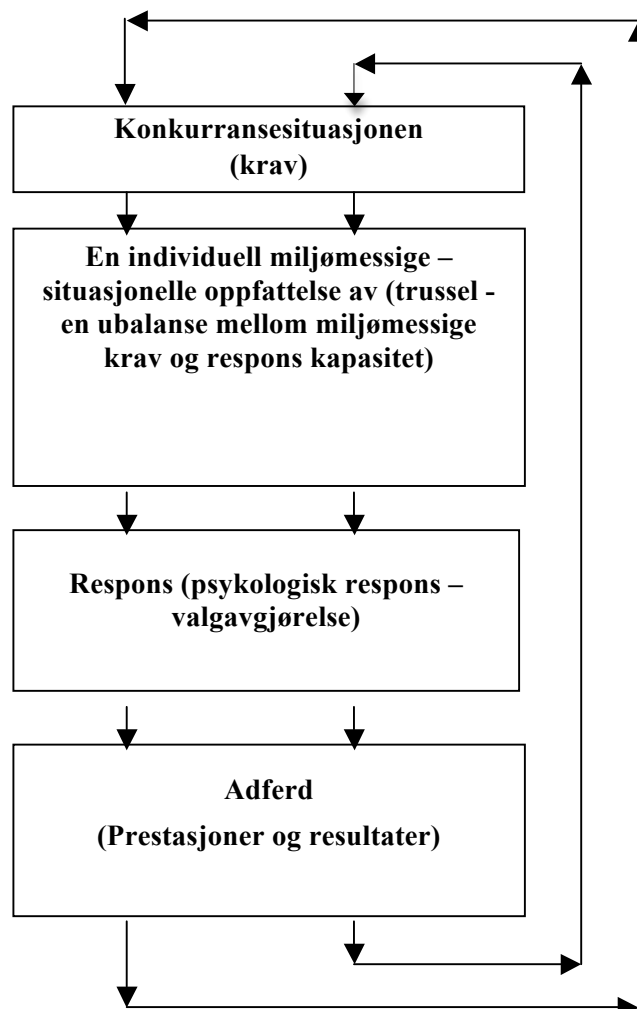 Konkurransesituasjonen
(krav)
En individuell miljømessige –
situasjonelle oppfattelse av (trussel -
en ubalanse mellom miljømessige
krav og respons kapasitet)
Respons (psykologisk respons –
valgavgjørelse)
Adferd
(Prestasjoner og resultater)